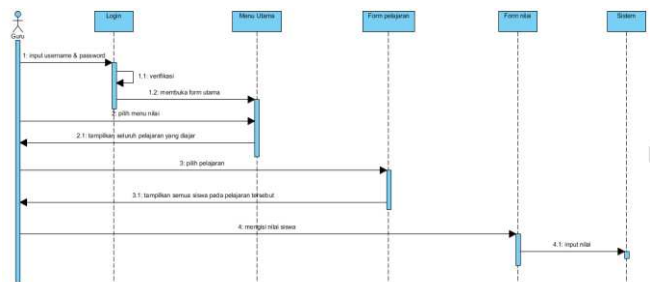 Login
Menu Utama
Form pelajaran
Form nilai
Sistem
Guru
1: input username & password
1.1: verifikasi
1.2: membuka form utama
2: pilih menu nilai
2.1: tampilkan seluruh pelajaran yang diajar
3: pilih pelajaran
3.1: tampilkan semua siswa pada pelajaran tersebut
4: mengisi nilai siswa
4.1: input nilai